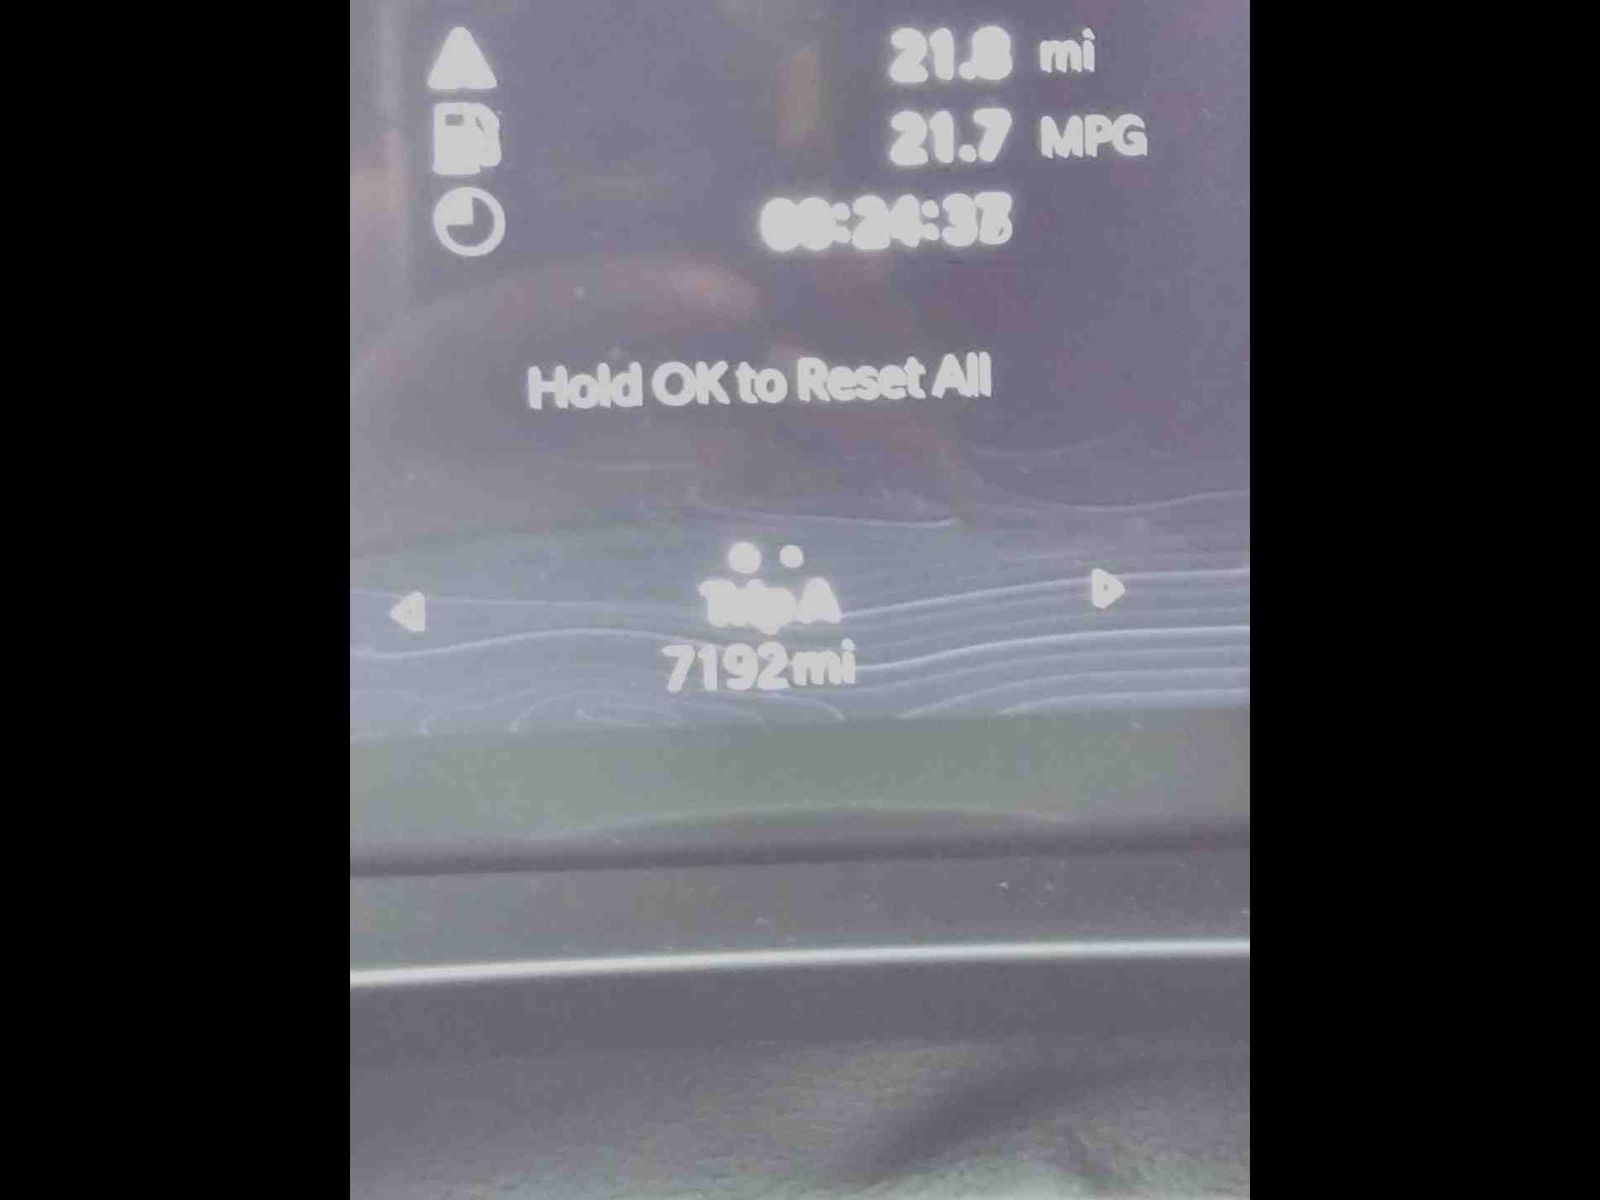 21.8 mi
21.7 MPG
Hold OK to Reset All
Trip A
7192mi